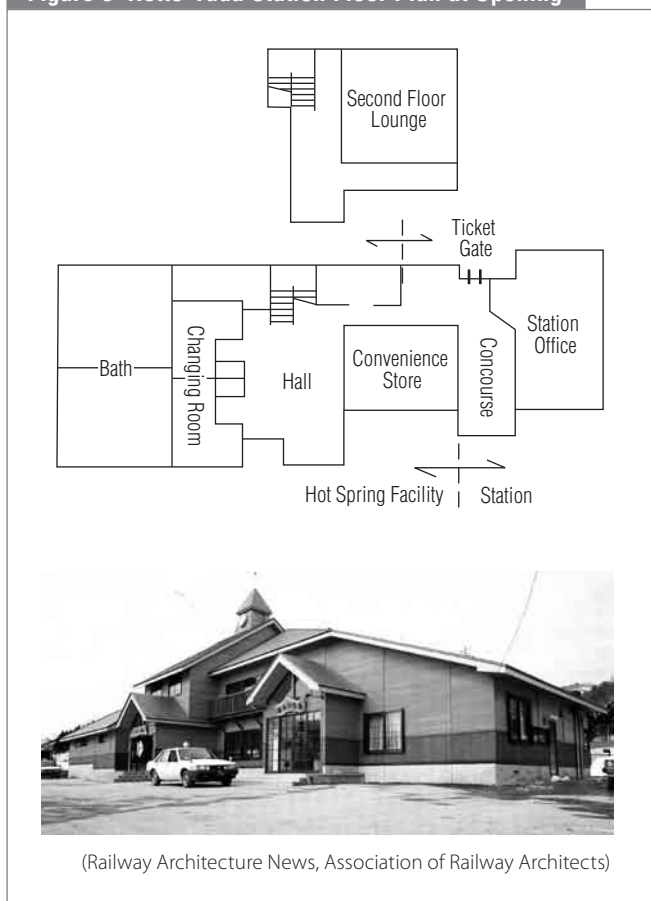 Second Floor
Lounge
Ticket
Gate
Station
Office
Concourse
Convenience
Store
Hall
Changing Room
Bath
Hot Spring Facility
Station
(Railway Architecture News, Association of Railway Architects)